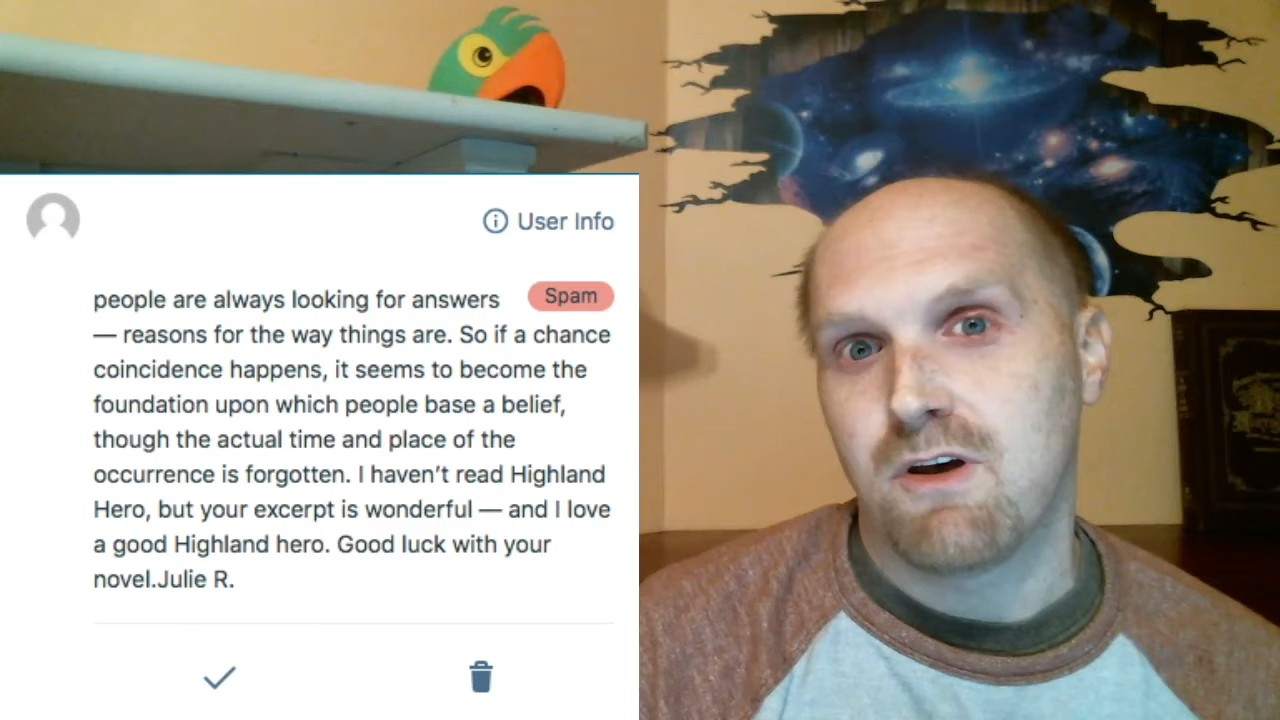 User Info
people are always looking for answers
Spam
— reasons for the way things are. So if a chance
coincidence happens, it seems to become the
foundation upon which people base a belief,
though the actual time and place of the
occurrence is forgotten. I haven’t read Highland
Hero, but your excerpt is wonderful — and I love
a good Highland hero. Good luck with your
novel.Julie R.